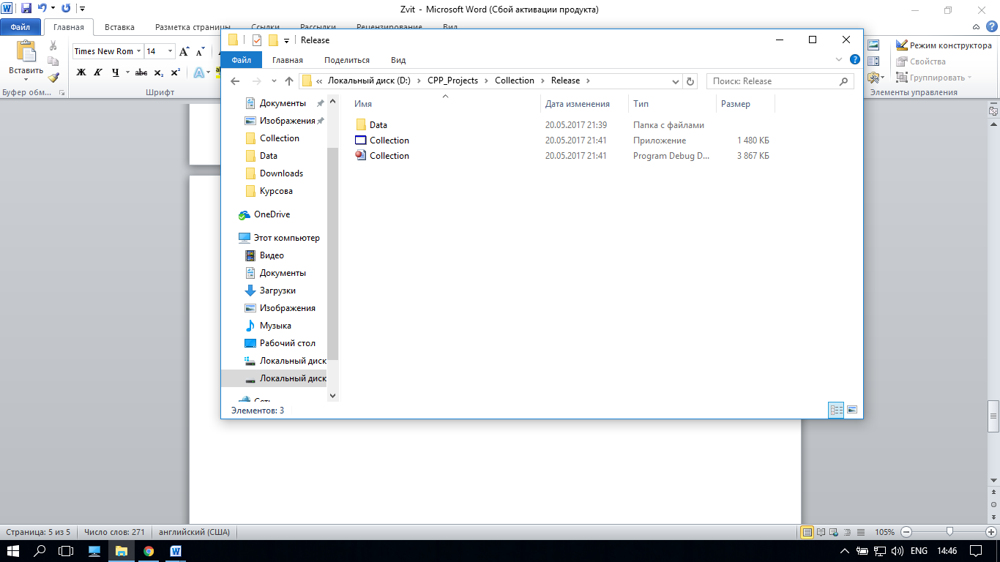 Zvit - Microsoft Word (Сбой активации продукта)
Файл Главная Вставка Разметка страницы Ссылки Рассылки Рецензирование Вид
Release
Файл Главная Поделиться Вид
« Локальный диск (D:) CPP_Projects Collection Release
Поиск: Release
Times New Rom 14
Вставить
Ж К Ч abc x₂ x²
Буфер обм... Шрифт
Режим конструктора
Свойства
Группировать
Элементы управления
Имя Дата изменения Тип Размер
Data 20.05.2017 21:39 Папка с файлами
Collection 20.05.2017 21:41 Приложение 1 480 КБ
Collection 20.05.2017 21:41 Program Debug D... 3 867 КБ
Документы
Изображения
Collection
Data
Downloads
Курсова
OneDrive
Этот компьютер
Видео
Документы
Загрузки
Изображения
Музыка
Рабочий стол
Локальный диск
Локальный диск
Сеть
Элементов: 3
Страница: 5 из 5 Число слов: 271 английский (США) 105%
ENG 14:46